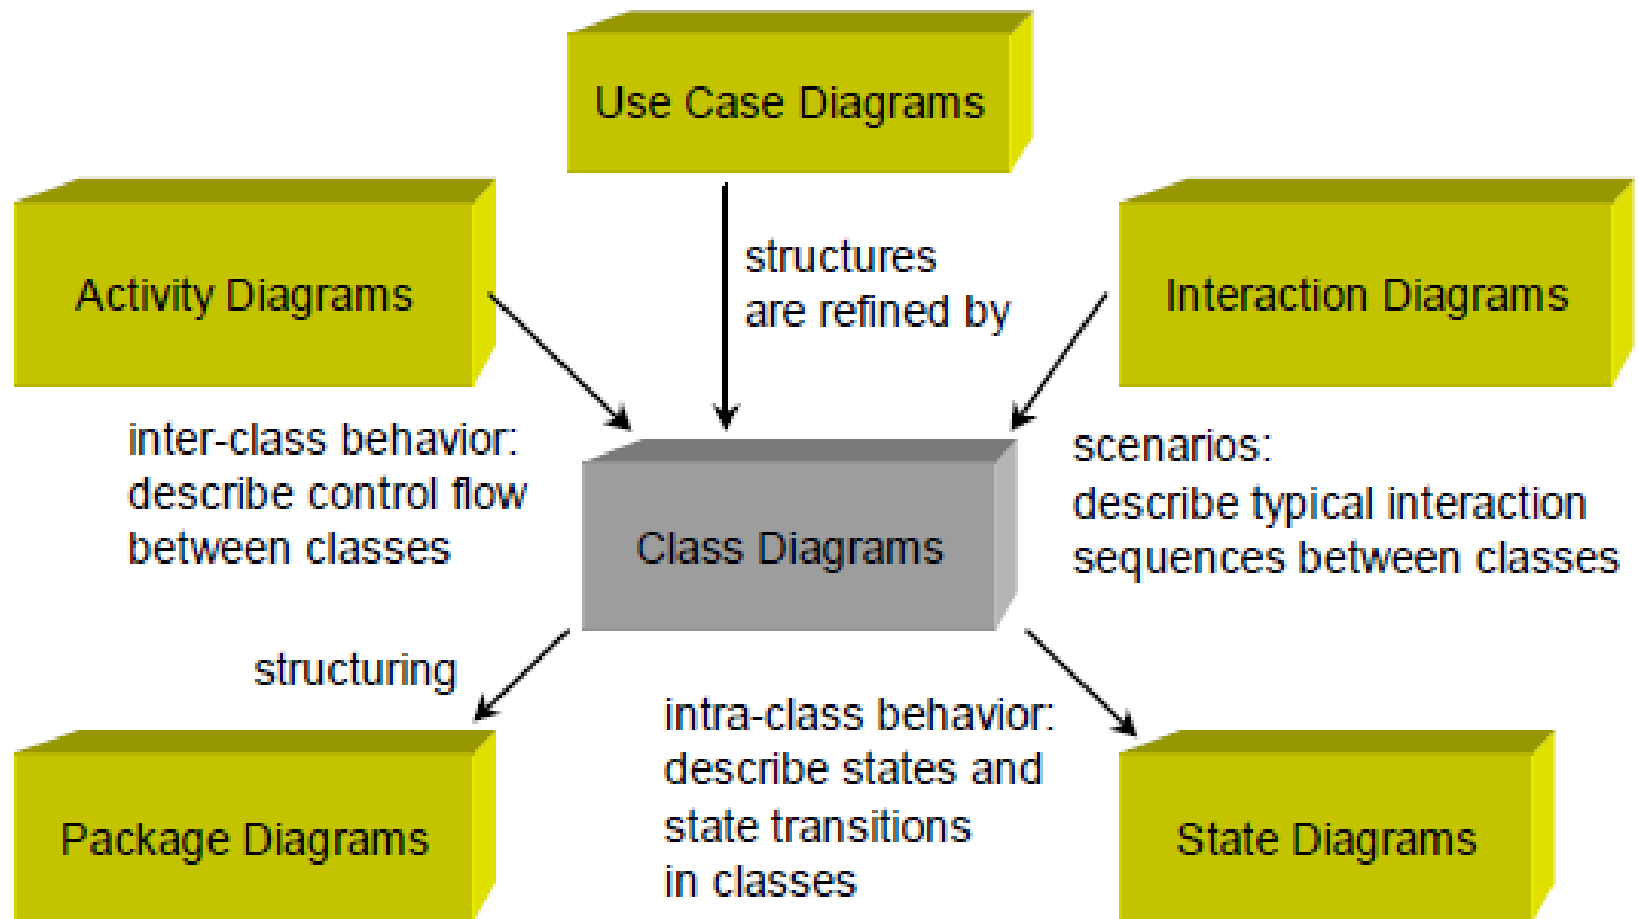 Use Case Diagrams
Activity Diagrams
structures
are refined by
Interaction Diagrams
inter-class behavior:
describe control flow
between classes
Class Diagrams
scenarios:
describe typical interaction
sequences between classes
structuring
intra-class behavior:
describe states and
state transitions
in classes
Package Diagrams
State Diagrams